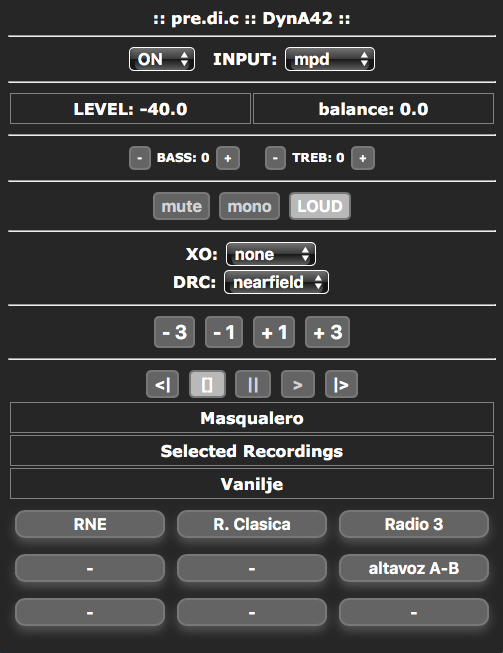 :: pre.di.c :: DynA42 ::
ON INPUT: mpd
LEVEL: -40.0 balance: 0.0
- BASS: 0 + - TREB: 0 +
mute mono LOUD
XO: none
DRC: nearfield
- 3 - 1 + 1 + 3
<| [] || > |>
Masqualero
Selected Recordings
Vanilje
RNE R. Clasica Radio 3
- - altavoz A-B
- - -